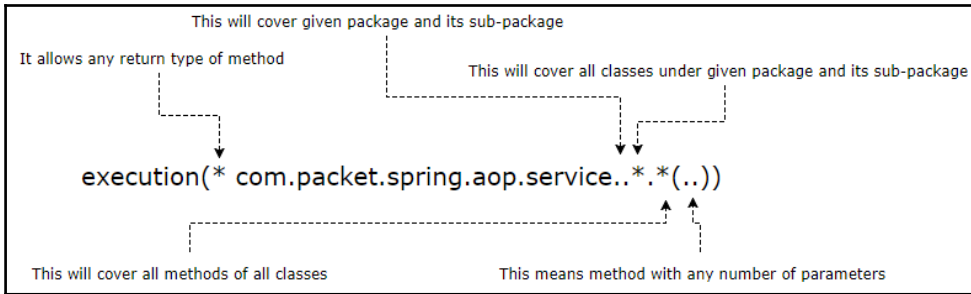 This will cover given package and its sub-package
It allows any return type of method
This will cover all classes under given package and its sub-package
execution(* com.packet.spring.aop.service..*.*(..))
This will cover all methods of all classes
This means method with any number of parameters